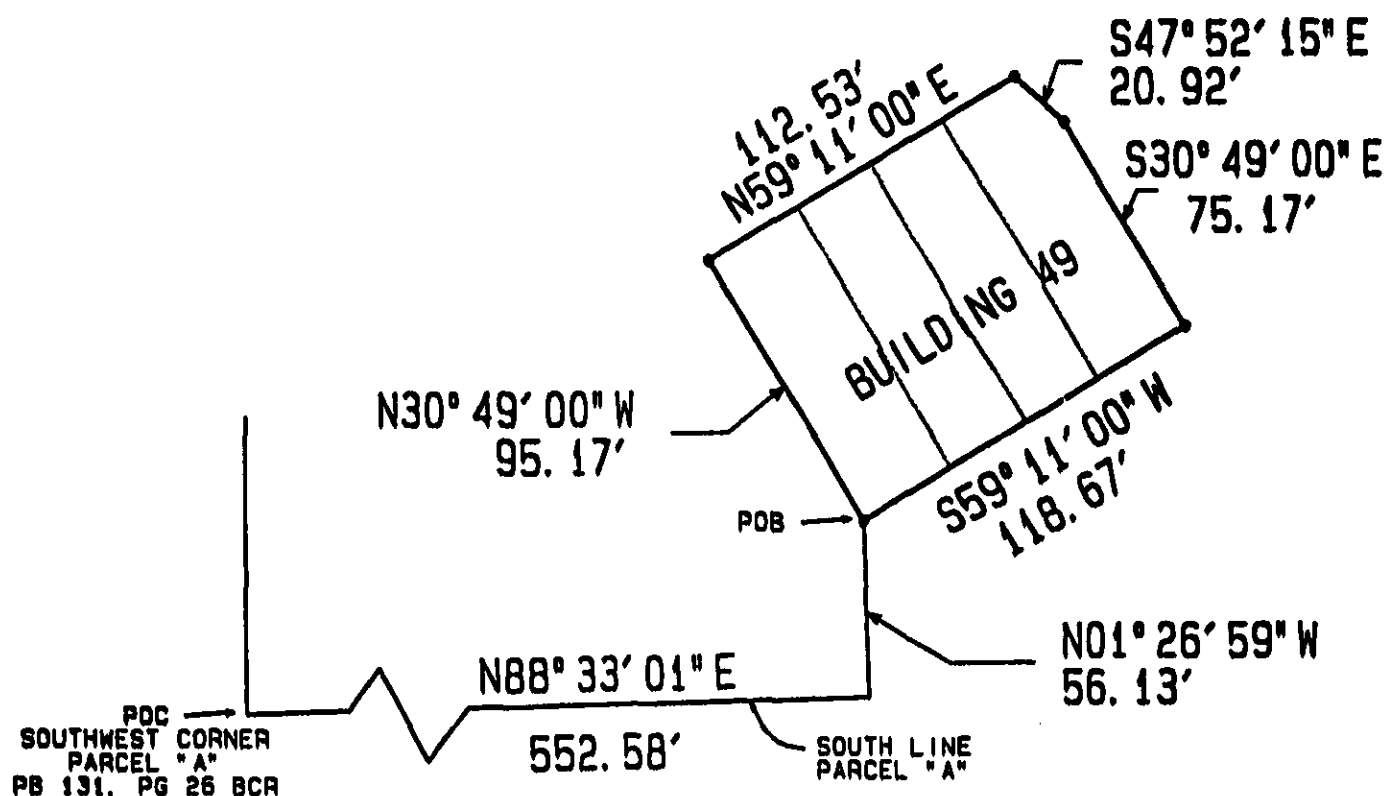 S47° 52' 15" E
20. 92'
112. 53'
N59° 11' 00" E
S30° 49' 00" E
75. 17'
BUILDING 49
N30° 49' 00" W
95. 17'
S59° 11' 00" W
118. 67'
POB
N01° 26' 59" W
56. 13'
N88° 33' 01" E
552. 58'
POC
SOUTHWEST CORNER
PARCEL "A"
PB 131, PG 26 BCR
SOUTH LINE
PARCEL "A"